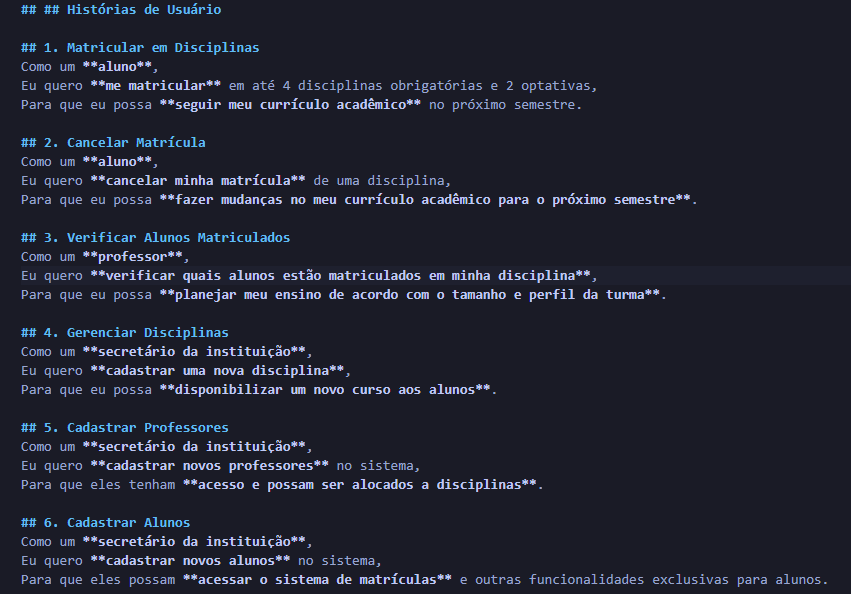 ## ## Histórias de Usuário
## 1. Matricular em Disciplinas
Como um **aluno**,
Eu quero **me matricular** em até 4 disciplinas obrigatórias e 2 optativas,
Para que eu possa **seguir meu currículo acadêmico** no próximo semestre.
## 2. Cancelar Matrícula
Como um **aluno**,
Eu quero **cancelar minha matrícula** de uma disciplina,
Para que eu possa **fazer mudanças no meu currículo acadêmico para o próximo semestre**.
## 3. Verificar Alunos Matriculados
Como um **professor**,
Eu quero **verificar quais alunos estão matriculados em minha disciplina**,
Para que eu possa **planejar meu ensino de acordo com o tamanho e perfil da turma**.
## 4. Gerenciar Disciplinas
Como um **secretário da instituição**,
Eu quero **cadastrar uma nova disciplina**,
Para que eu possa **disponibilizar um novo curso aos alunos**.
## 5. Cadastrar Professores
Como um **secretário da instituição**,
Eu quero **cadastrar novos professores** no sistema,
Para que eles tenham **acesso e possam ser alocados a disciplinas**.
## 6. Cadastrar Alunos
Como um **secretário da instituição**,
Eu quero **cadastrar novos alunos** no sistema,
Para que eles possam **acessar o sistema de matrículas** e outras funcionalidades exclusivas para alunos.